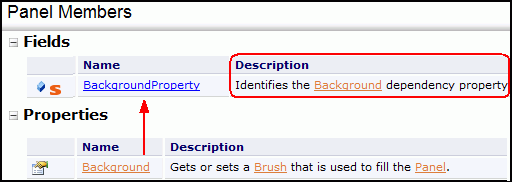 Panel Members
Fields
Name Description
BackgroundProperty Identifies the Background dependency property
Properties
Name Description
Background Gets or sets a Brush that is used to fill the Panel.